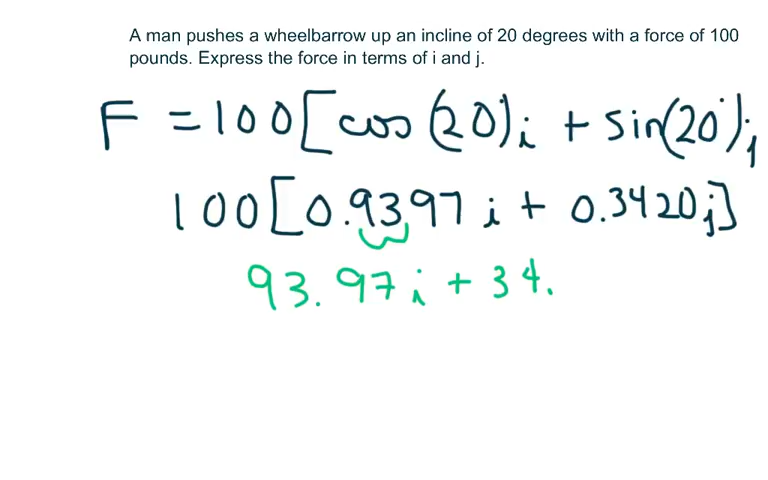 A man pushes a wheelbarrow up an incline of 20 degrees with a force of 100
pounds. Express the force in terms of i and j.
F = 100[cos(20)i + sin(20°)j
100[0.9397i + 0.3420j]
93.97i + 34.